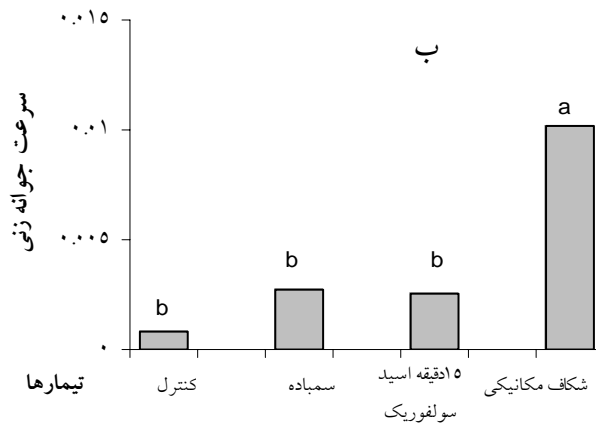 ب
سرعت جوانه زنی
۰.۰۱۵
۰.۰۱
۰.۰۰۵
۰
b
b
b
a
تیمارها
کنترل
سمباده
۱۵دقیقه اسید
سولفوریک
شکاف مکانیکی